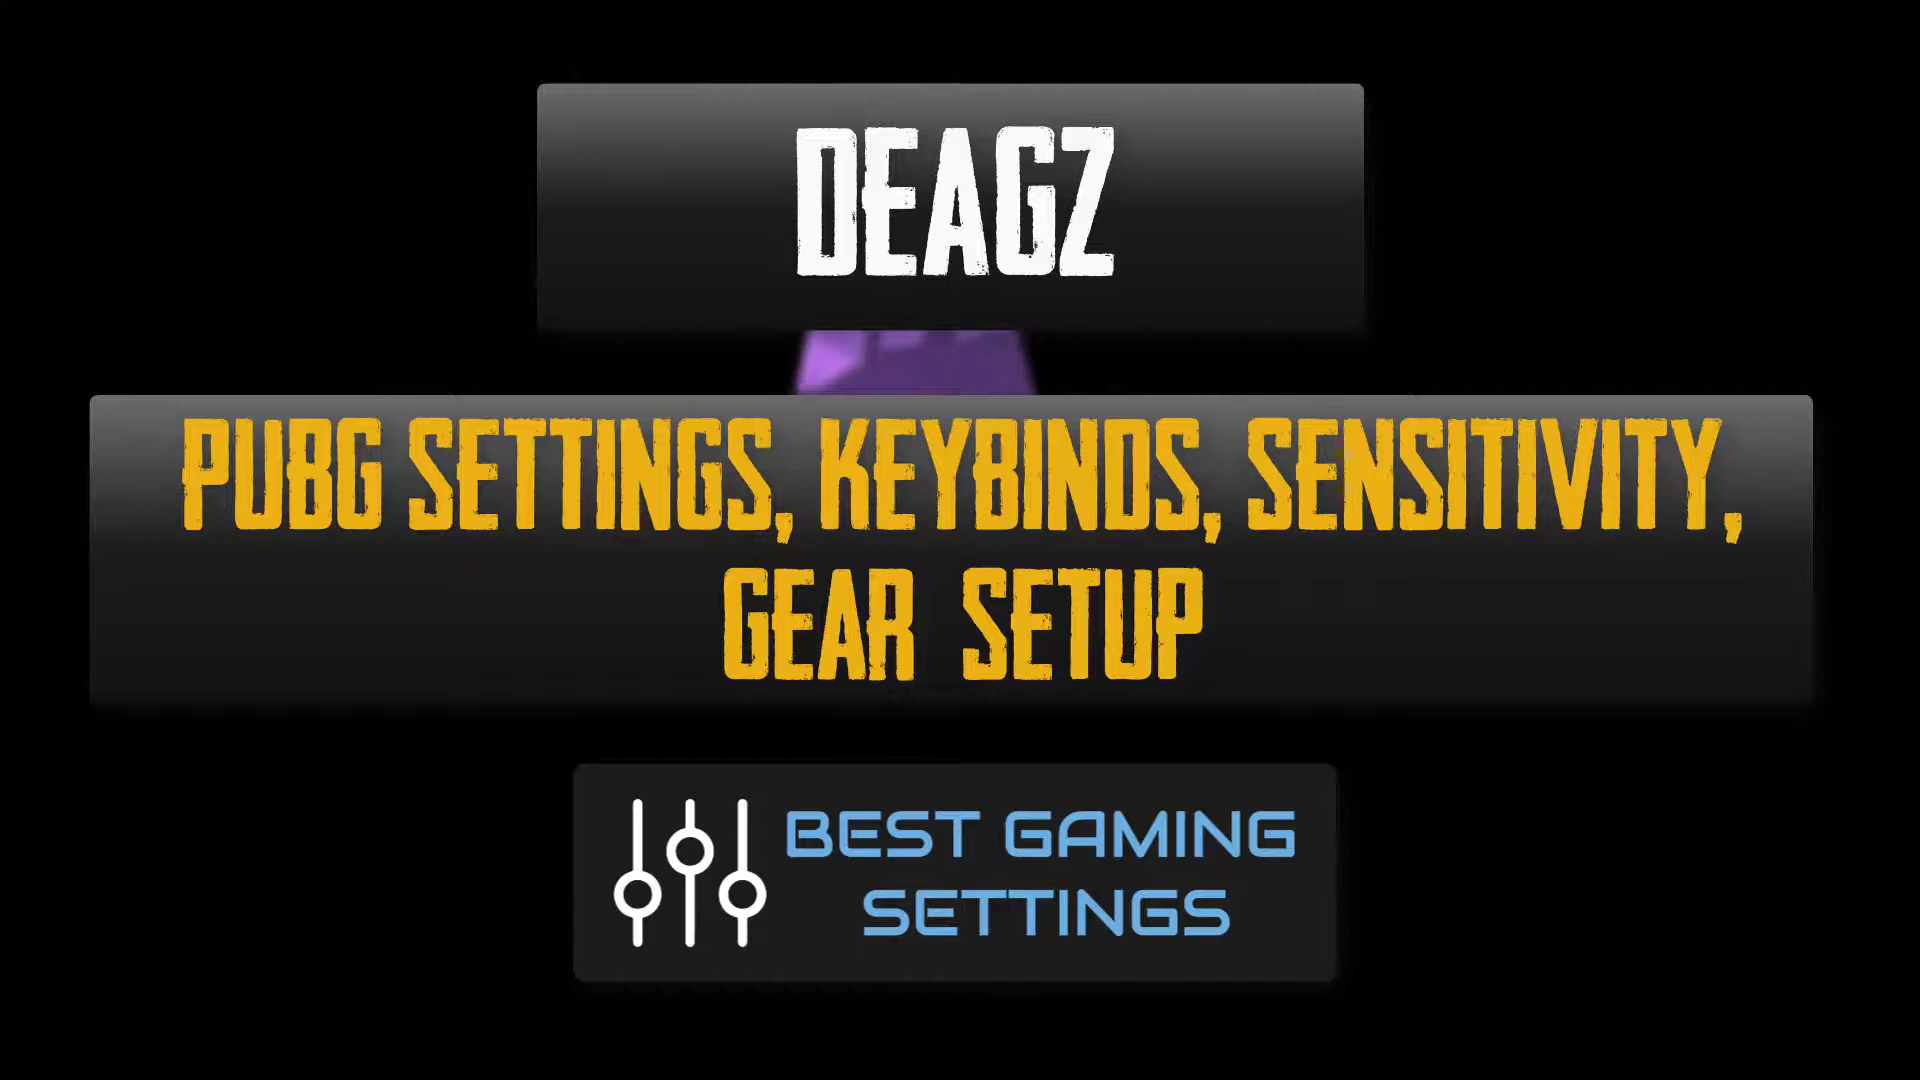 DEAGZ
PUBG SETTINGS, KEYBINDS, SENSITIVITY,
GEAR SETUP
BEST GAMING
SETTINGS